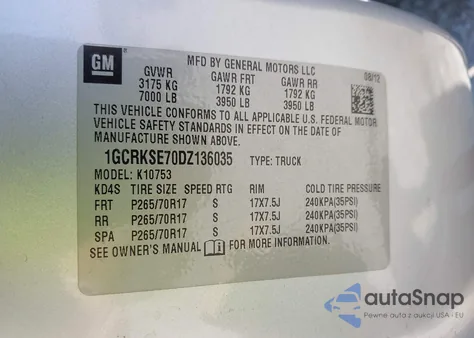 GM
MFD BY GENERAL MOTORS LLC
08/12
GVWR GAWR FRT GAWR RR
3175 KG 1792 KG 1792 KG
7000 LB 3950 LB 3950 LB
THIS VEHICLE CONFORMS TO ALL APPLICABLE U.S. FEDERAL MOTOR
VEHICLE SAFETY STANDARDS IN EFFECT ON THE DATE OF
MANUFACTURE SHOWN ABOVE.
1GCRKSE70DZ136035 TYPE: TRUCK
MODEL: K10753
KD4S TIRE SIZE SPEED RTG RIM COLD TIRE PRESSURE
FRT P265/70R17 S 17X7.5J 240KPA(35PSI)
RR P265/70R17 S 17X7.5J 240KPA(35PSI)
SPA P265/70R17 S 17X7.5J 240KPA(35PSI)
SEE OWNER'S MANUAL FOR MORE INFORMATION.
autoSnap
Pewne auta z aukcji USA - EU